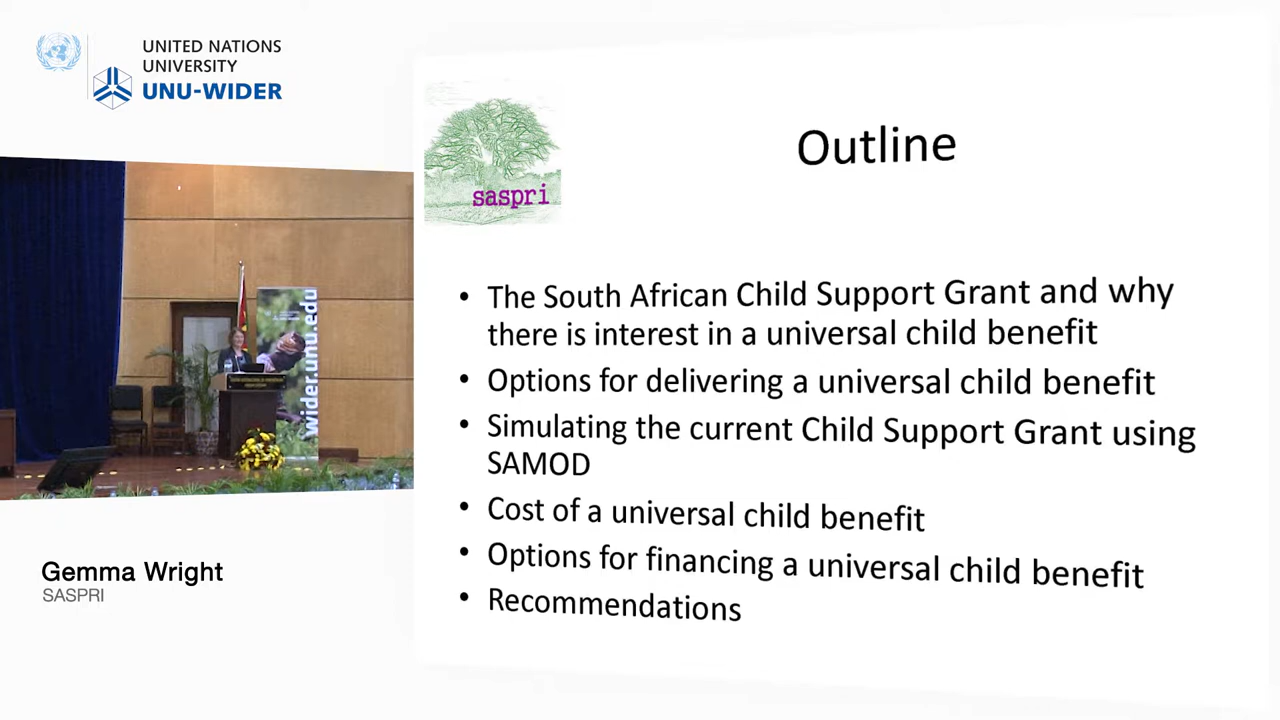 UNITED NATIONS
UNIVERSITY
UNU-WIDER
wider.unu.edu
Gemma Wright
SASPRI
saspri
Outline
• The South African Child Support Grant and why
there is interest in a universal child benefit
• Options for delivering a universal child benefit
• Simulating the current Child Support Grant using
SAMOD
• Cost of a universal child benefit
• Options for financing a universal child benefit
• Recommendations